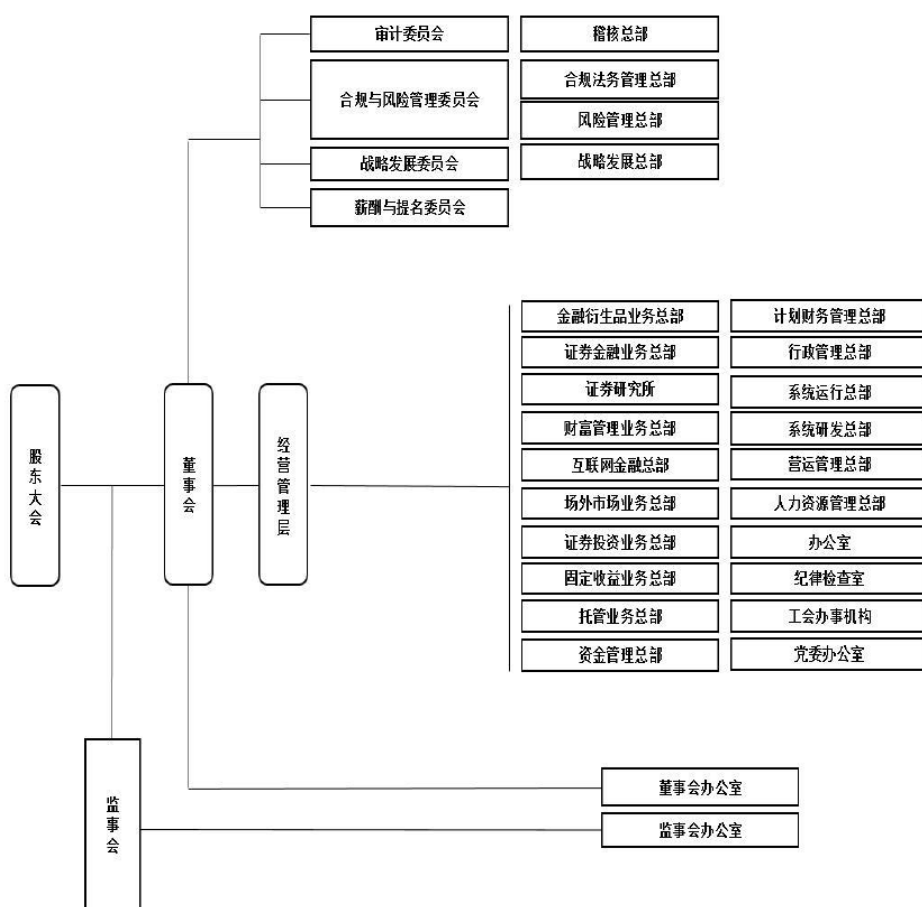 审计委员会
稽核总部
合规与风险管理委员会
合规法务管理总部
风险管理总部
战略发展委员会
战略发展总部
薪酬与提名委员会
金融衍生品业务总部
计划财务管理总部
证券金融业务总部
行政管理总部
证券研究所
系统运行总部
财富管理业务总部
系统研发总部
互联网金融总部
营运管理总部
场外市场业务总部
人力资源管理总部
证券投资业务总部
办公室
固定收益业务总部
纪律检查室
托管业务总部
工会办事机构
资金管理总部
党委办公室
股东大会
董事会
经营管理层
监事会
董事会办公室
监事会办公室